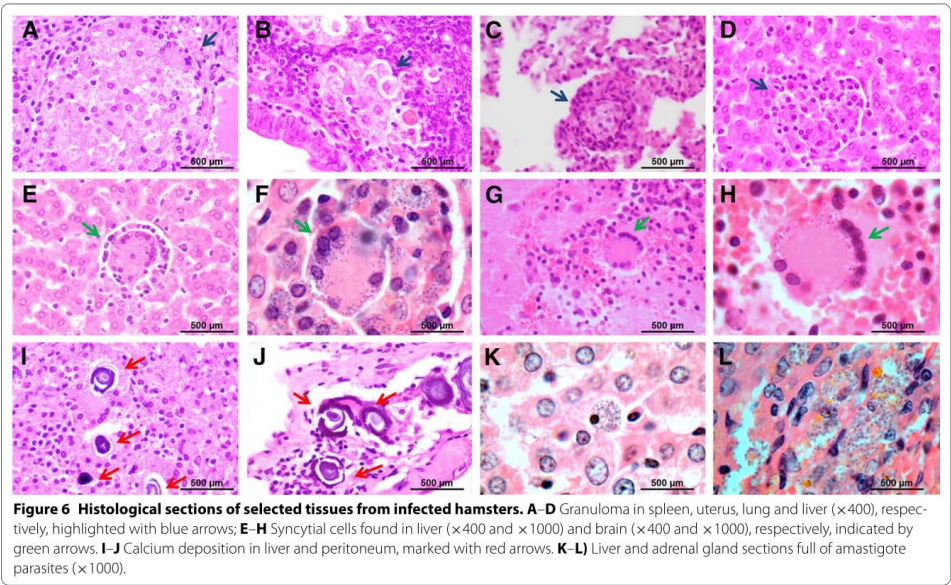 A
B
C
D
600 µm
500 µm
500 µm
500 µm
E
F
G
H
500 µm
500 µm
500 µm
500 µm
I
J
K
L
500 µm
500 µm
500 µm
500 µm
Figure 6 Histological sections of selected tissues from infected hamsters. A–D Granuloma in spleen, uterus, lung and liver (×400), respec-
tively, highlighted with blue arrows; E–H Syncytial cells found in liver (×400 and ×1000) and brain (×400 and ×1000), respectively, indicated by
green arrows. I–J Calcium deposition in liver and peritoneum, marked with red arrows. K–L) Liver and adrenal gland sections full of amastigote
parasites (×1000).